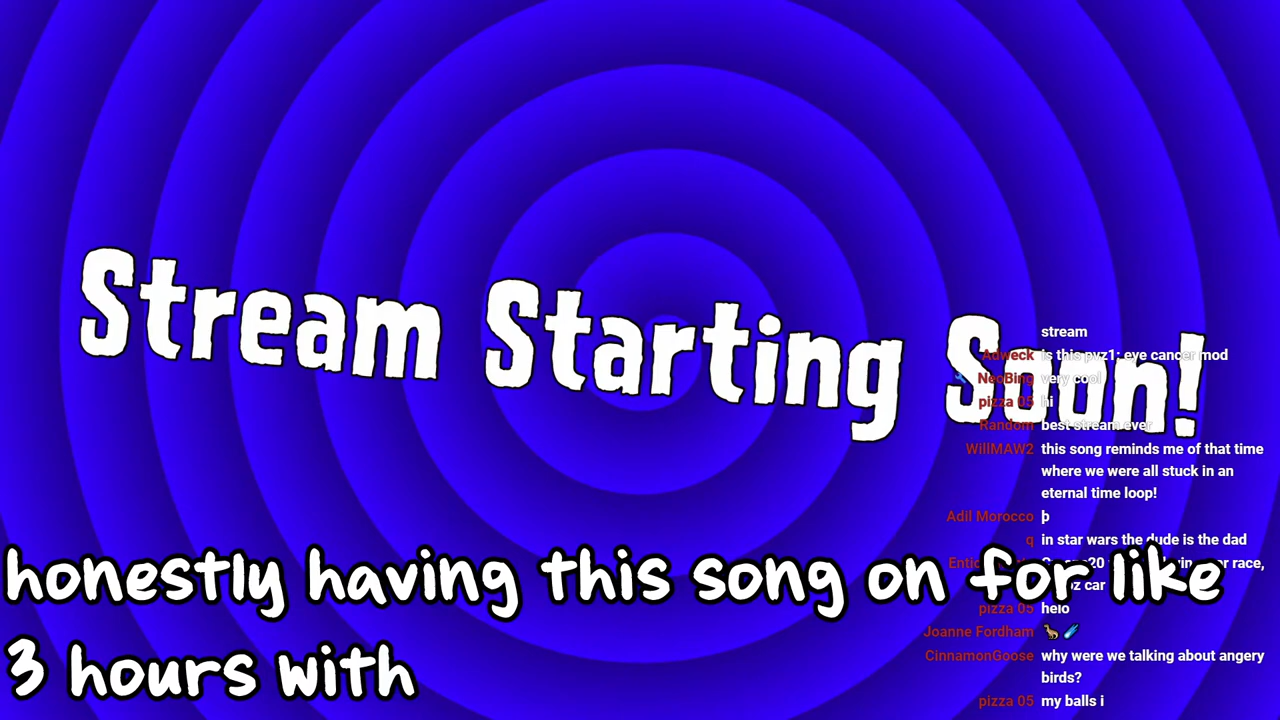 Stream Starting Soon!
stream
Adweck is this pvz1: eye cancer mod
NeoBing very cool
pizza 05 hi
Random best stream ever
WillMAW2 this song reminds me of that time
where we were all stuck in an
eternal time loop!
Adil Morocco þ
q in star wars the dude is the dad
race,
car
pizza 05 helo
Joanne Fordham
CinnamonGoose why were we talking about angery
birds?
pizza 05 my balls i
honestly having this song on for like
3 hours with